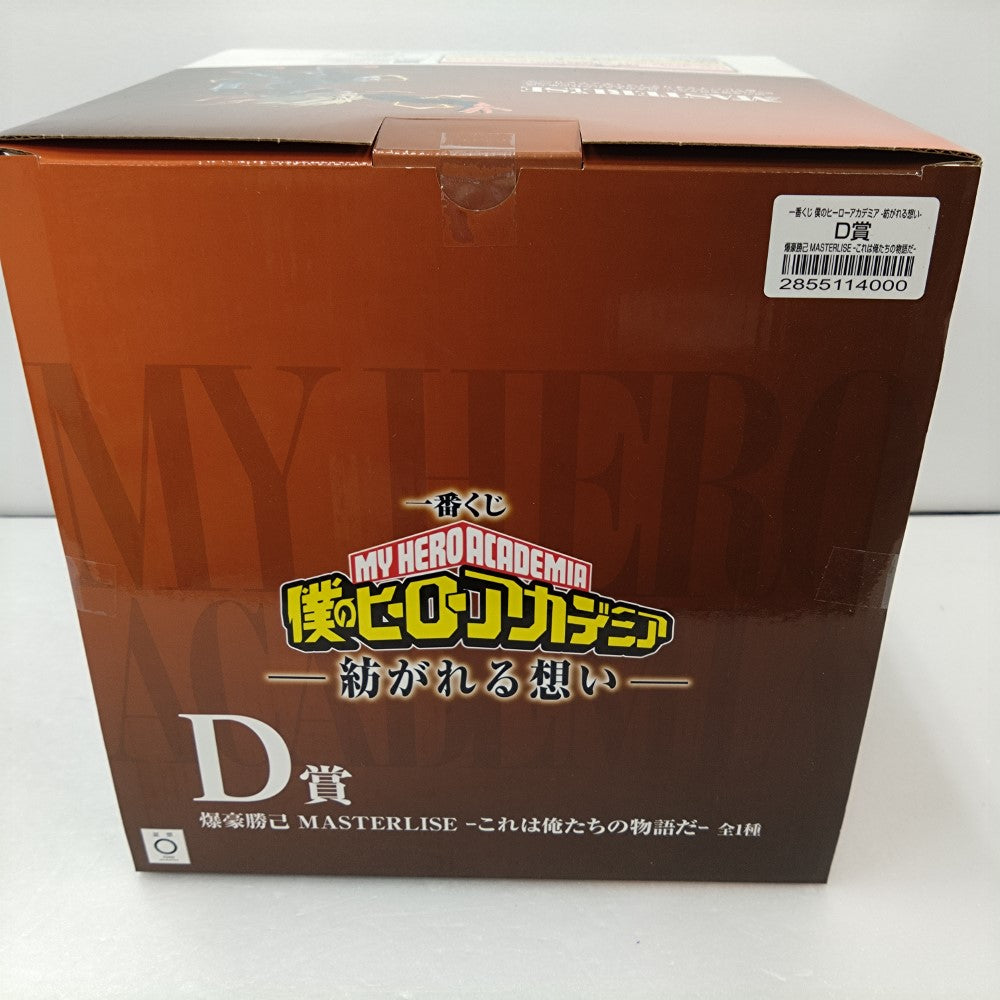 MASTERLISE
一番くじ 僕のヒーローアカデミア -紡がれる想い-
D賞
爆豪勝己 MASTERLISE -これは俺たちの物語だ-
2855114000
MY HERO
ACADEMIA
一番くじ
MY HERO ACADEMIA
僕のヒーローアカデミア
紡がれる想い
D賞
爆豪勝己 MASTERLISE -これは俺たちの物語だ- 全1種